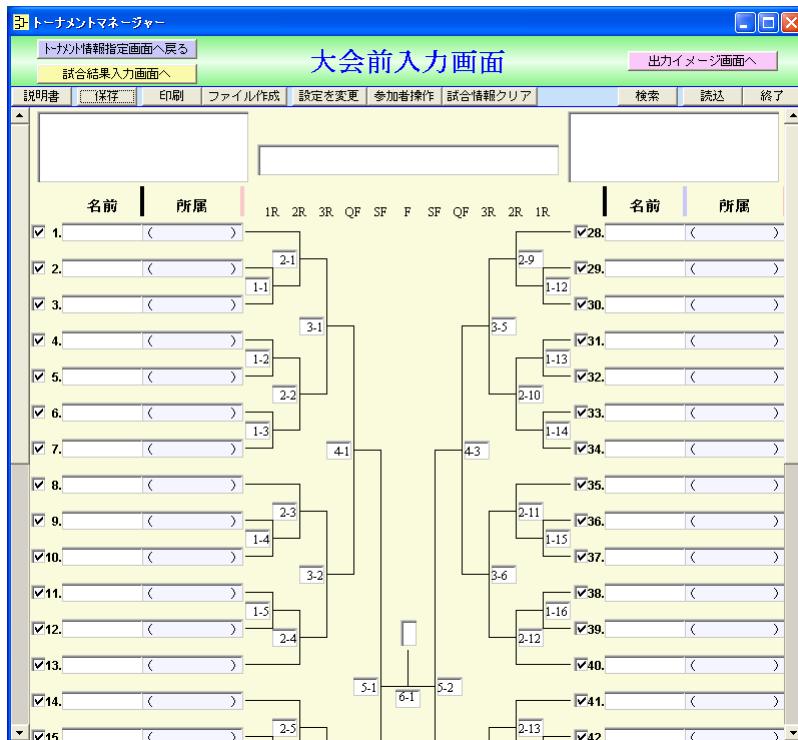 トーナメントマネージャー
トーナメント情報指定画面へ戻る
試合結果入力画面へ
大会前入力画面
出力イメージ画面へ
説明書 保存 印刷 ファイル作成 設定を変更 参加者操作 試合情報クリア 検索 読込 終了
名前 所属 1R 2R 3R QF SF F SF QF 3R 2R 1R 名前 所属
1. ( ) 28. ( )
2-1 2-9
2. ( ) 29. ( )
1-1 1-12
3. ( ) 30. ( )
3-1 3-5
4. ( ) 31. ( )
1-2 1-13
5. ( ) 32. ( )
2-2 2-10
6. ( ) 33. ( )
1-3 1-14
7. ( ) 4-1 4-3 34. ( )
8. ( ) 35. ( )
2-3 2-11
9. ( ) 36. ( )
1-4 1-15
10. ( ) 37. ( )
3-2 3-6
11. ( ) 38. ( )
1-5 1-16
12. ( ) 39. ( )
2-4 2-12
13. ( ) 40. ( )
5-1 6-1 5-2
14. ( ) 41. ( )
2-5 2-13
15. ( ) 42. ( )